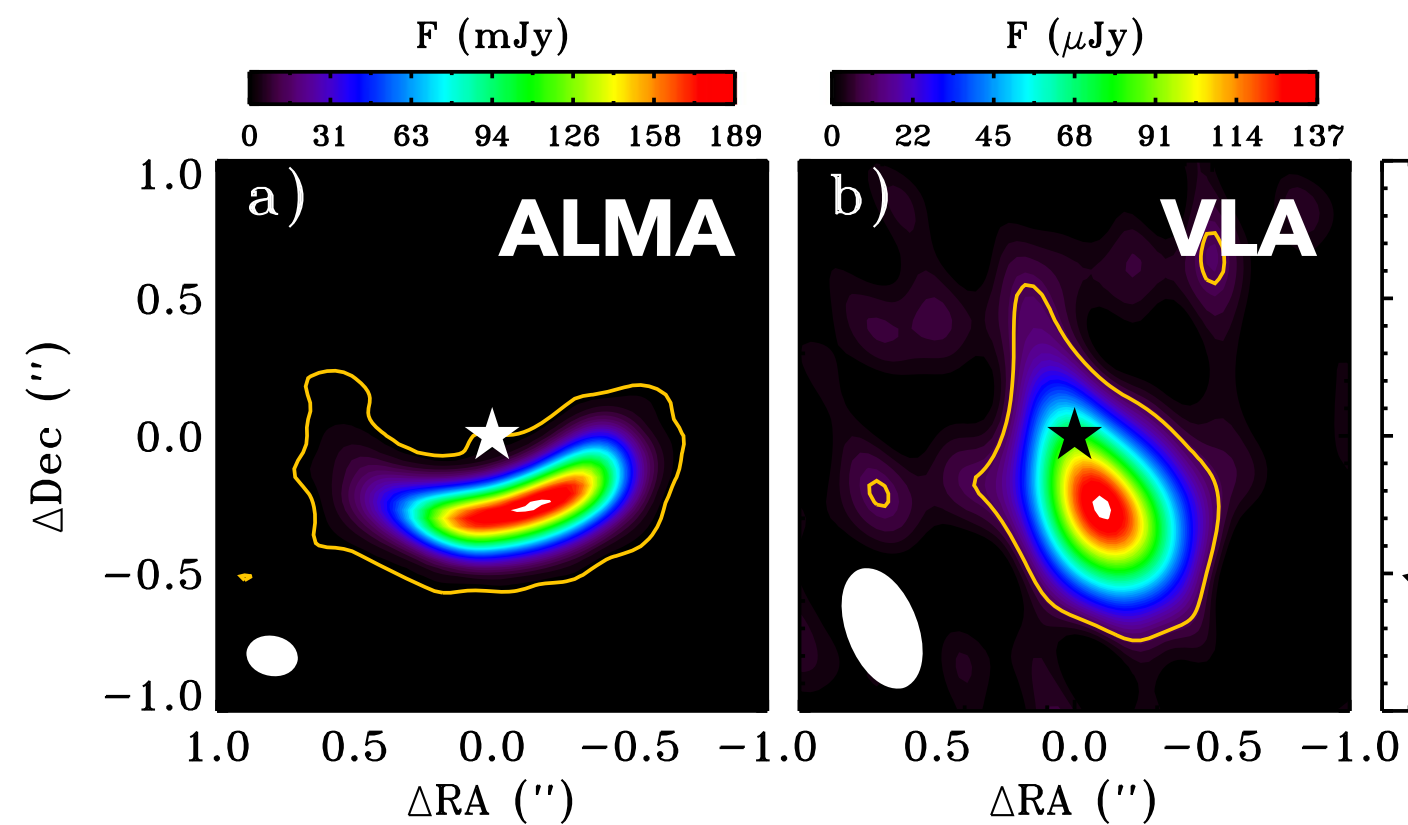 F (mJy)
0 31 63 94 126 158 189
F (μJy)
0 22 45 68 91 114 137
a)
ALMA
b)
VLA
ΔDec ('')
1.0
0.5
0.0
−0.5
−1.0
1.0 0.5 0.0 −0.5 −1.0
0.5 0.0 −0.5 −1.0
ΔRA ('')
ΔRA ('')